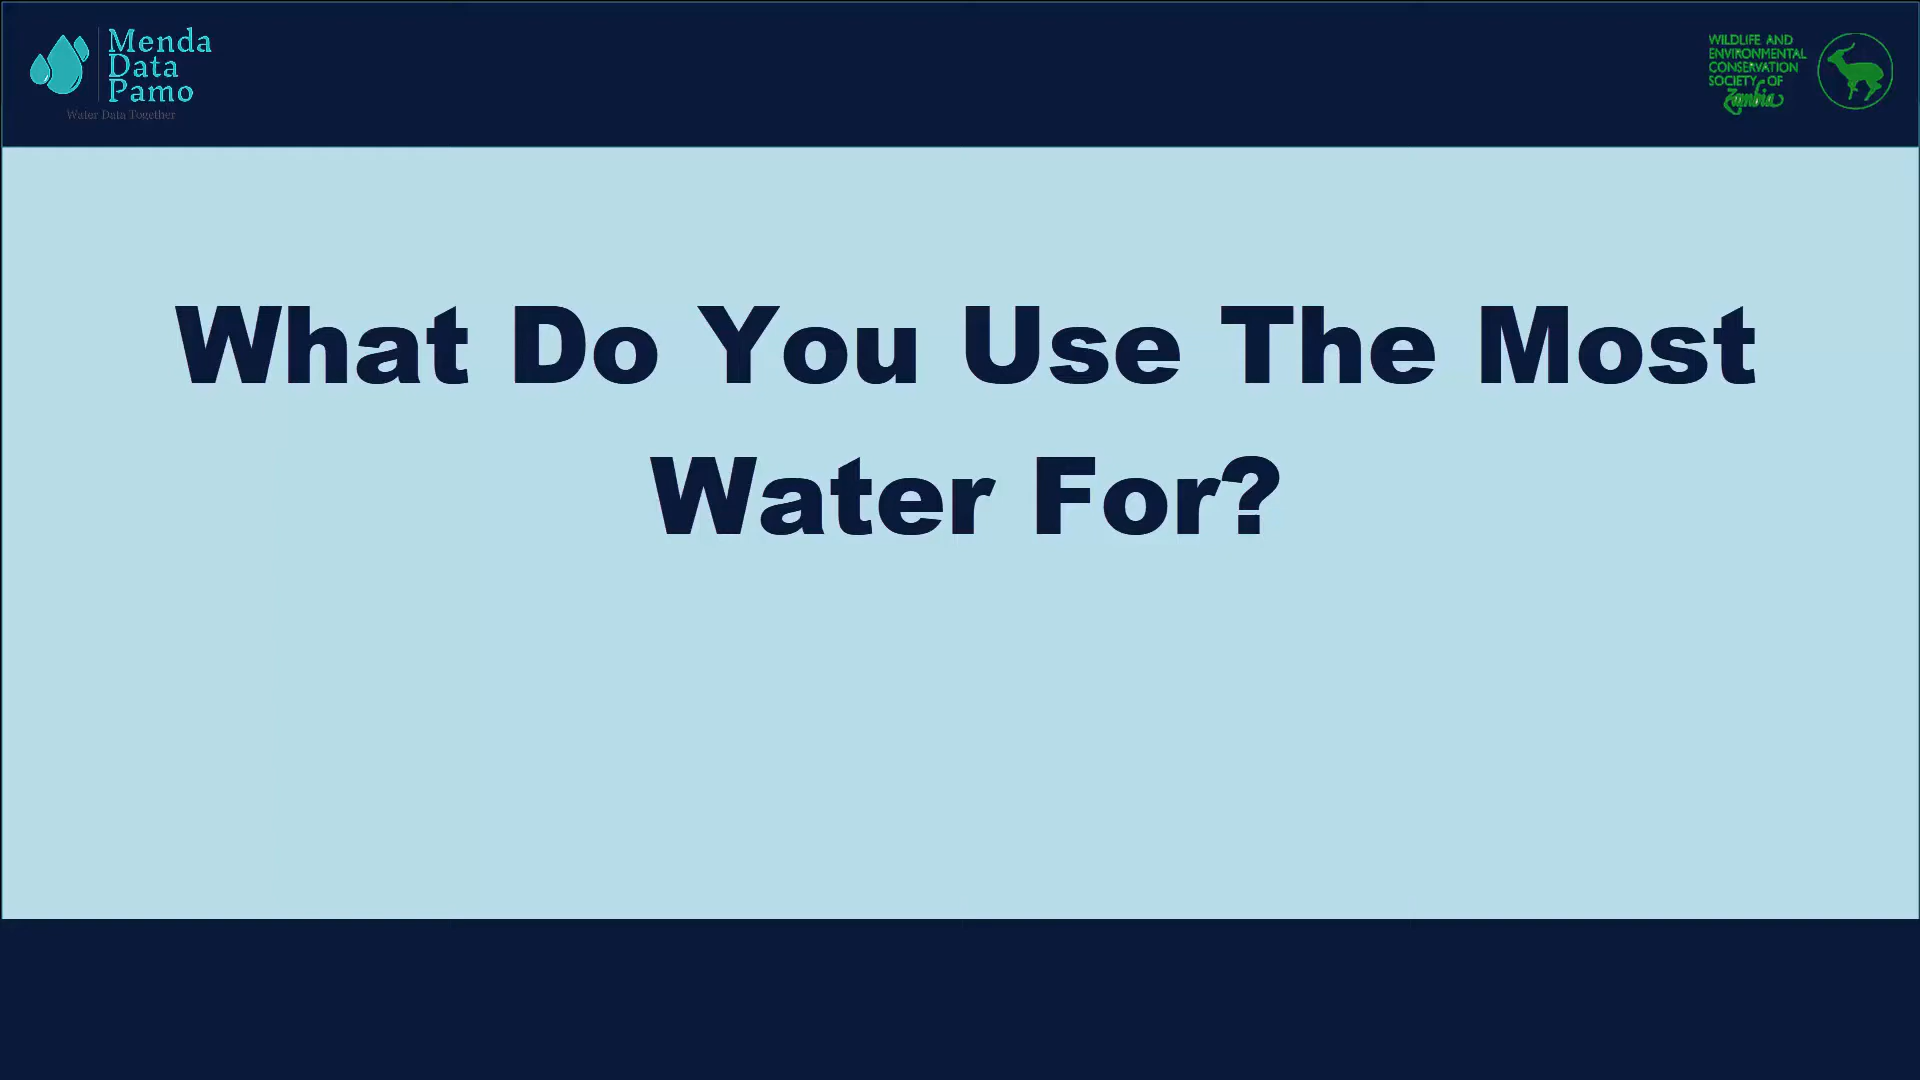 Menda
Data
Pamo
Water Data Together
WILDLIFE AND
ENVIRONMENTAL
CONSERVATION
SOCIETY OF
Zambia
What Do You Use The Most
Water For?